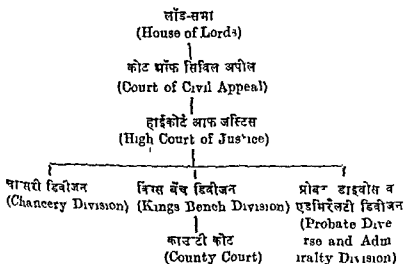 लॉर्ड-सभा
(House of Lords)
कोट ऑफ सिविल अपील
(Court of Civil Appeal)
हाईकोर्ट आफ जस्टिस
(High Court of Justice)
चासरी डिवीजन
(Chancery Division)
किंग्स बेंच डिवीजन
(Kings Bench Division)
काउन्टी कोट
(County Court)
प्रोबट डाइवोस व
एडमिरैलटी डिवीजन
(Probate Dive
rse and Adm
iralty Division)